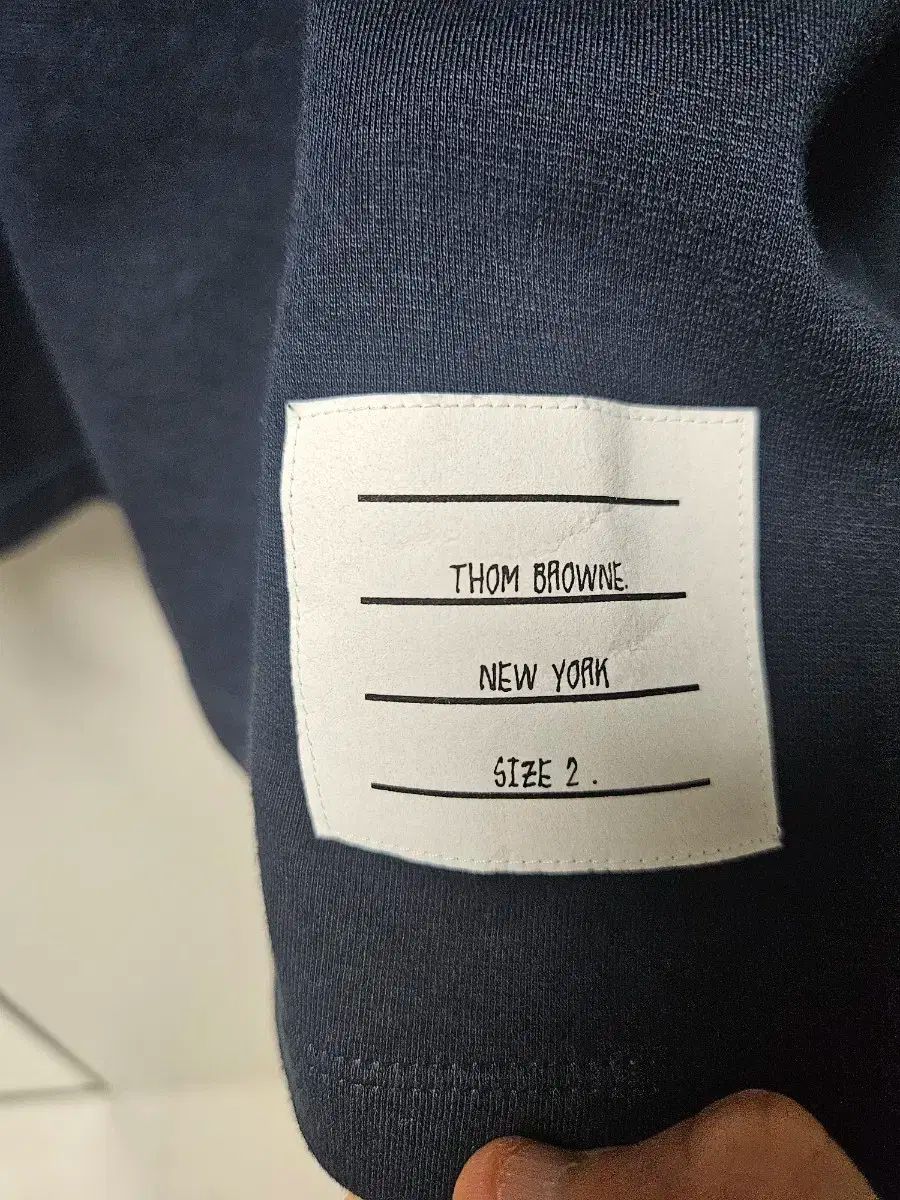 THOM BROWNE.
NEW YORK
SIZE 2 .